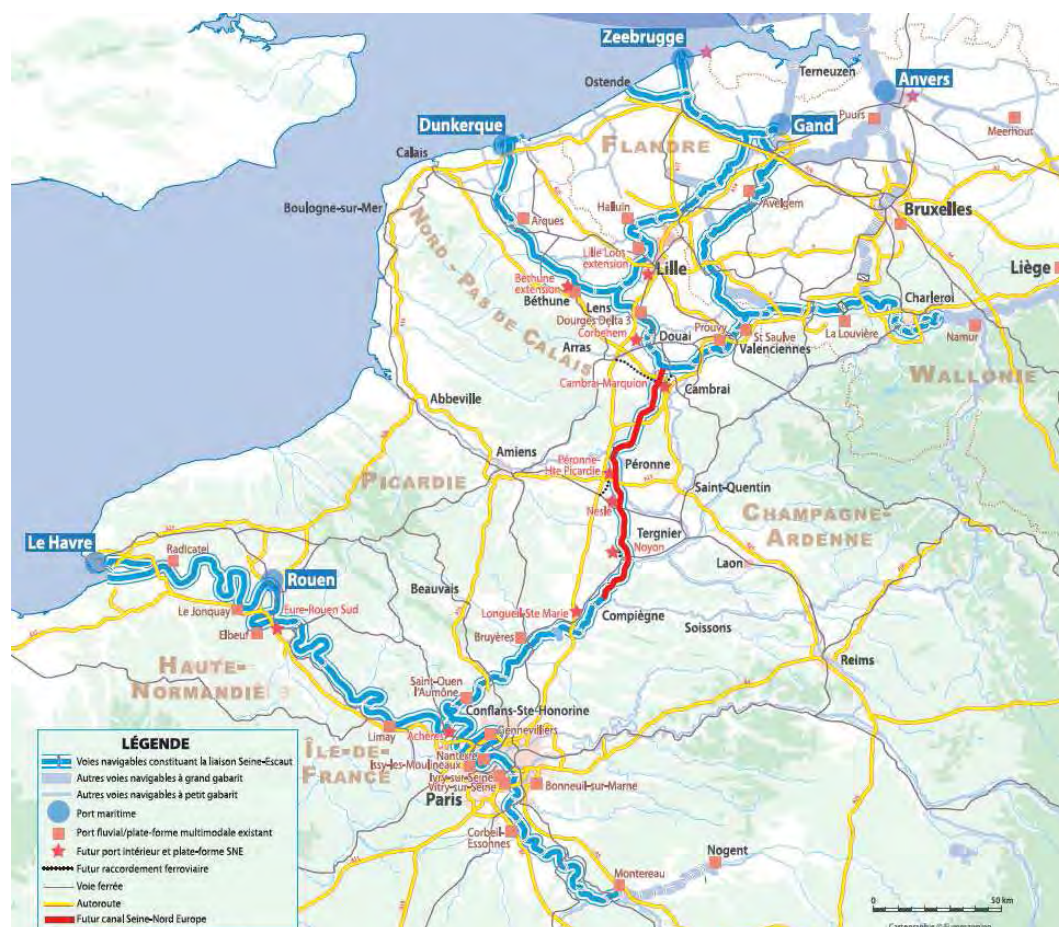 Zeebrugge
Ostende
Terneuzen
Anvers
Dunkerque
Gand
Puurs
Meerhout
Calais
FLANDRE
Boulogne-sur-Mer
Halluin
Avelgem
Bruxelles
Arques
NORD - PAS DE CALAIS
Lille Loos
extension
Lille
Liège
Béthune
extension
Béthune
Lens
Charleroi
Dourges Delta 3
Corbehem
Prouvy
St Saulve
La Louvière
Namur
Douai
Valenciennes
Arras
WALLONIE
Cambrai-Marquion
Cambrai
Abbeville
Amiens
Péronne-
Hte Picardie
Péronne
PICARDIE
Saint-Quentin
Nesle
CHAMPAGNE-
ARDENNE
Tergnier
Noyon
Laon
Le Havre
Radicatel
Rouen
Beauvais
Le Jonquay
Eure-Rouen Sud
Longueil-Ste Marie
Compiègne
Elbeuf
Bruyères
Soissons
Reims
HAUTE-
NORMANDIE
Saint-Ouen
l'Aumône
Conflans-Ste-Honorine
Limay
Achères
Gennevilliers
ÎLE-DE-
FRANCE
Nanterre
Issy-les-Moulineaux
Ivry-sur-Seine
Vitry-sur-Seine
Bonneuil-sur-Marne
Paris
Corbeil-
Essonnes
Nogent
Montereau
LÉGENDE
Voies navigables constituant la liaison Seine-Escaut
Autres voies navigables à grand gabarit
Autres voies navigables à petit gabarit
Port maritime
Port fluvial/plate-forme multimodale existant
Futur port intérieur et plate-forme SNE
Futur raccordement ferroviaire
Voie ferrée
Autoroute
Futur canal Seine-Nord Europe
0 50 km